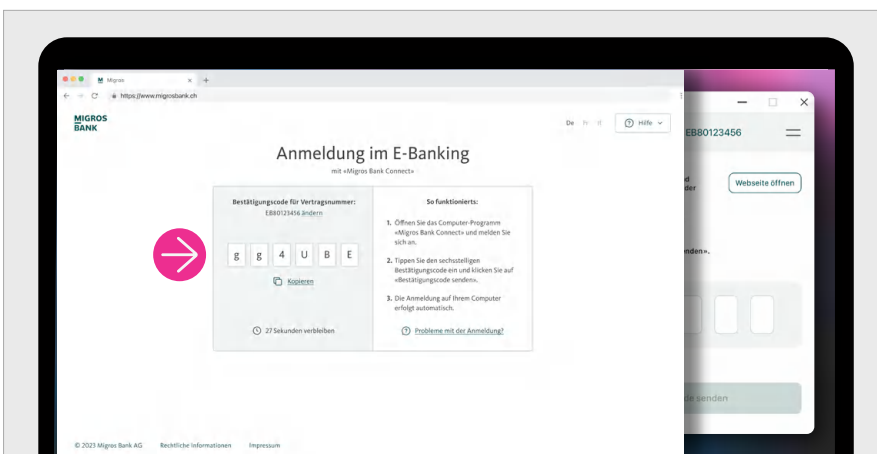 Migros
https://www.migrosbank.ch
MIGROS
BANK
De
Hilfe
Anmeldung im E-Banking
mit «Migros Bank Connect»
Bestätigungscode für Vertragsnummer:
EB80123456 ändern
g g 4 U B E
Kopieren
27 Sekunden verbleiben
So funktionierts:
1. Öffnen Sie das Computer-Programm
«Migros Bank Connect» und melden Sie
sich an.
2. Tippen Sie den sechsstelligen
Bestätigungscode ein und klicken Sie auf
«Bestätigungscode senden».
3. Die Anmeldung auf Ihrem Computer
erfolgt automatisch.
Probleme mit der Anmeldung?
EB80123456
Webseite öffnen
nden».
de senden
© 2023 Migros Bank AG Rechtliche Informationen Impressum